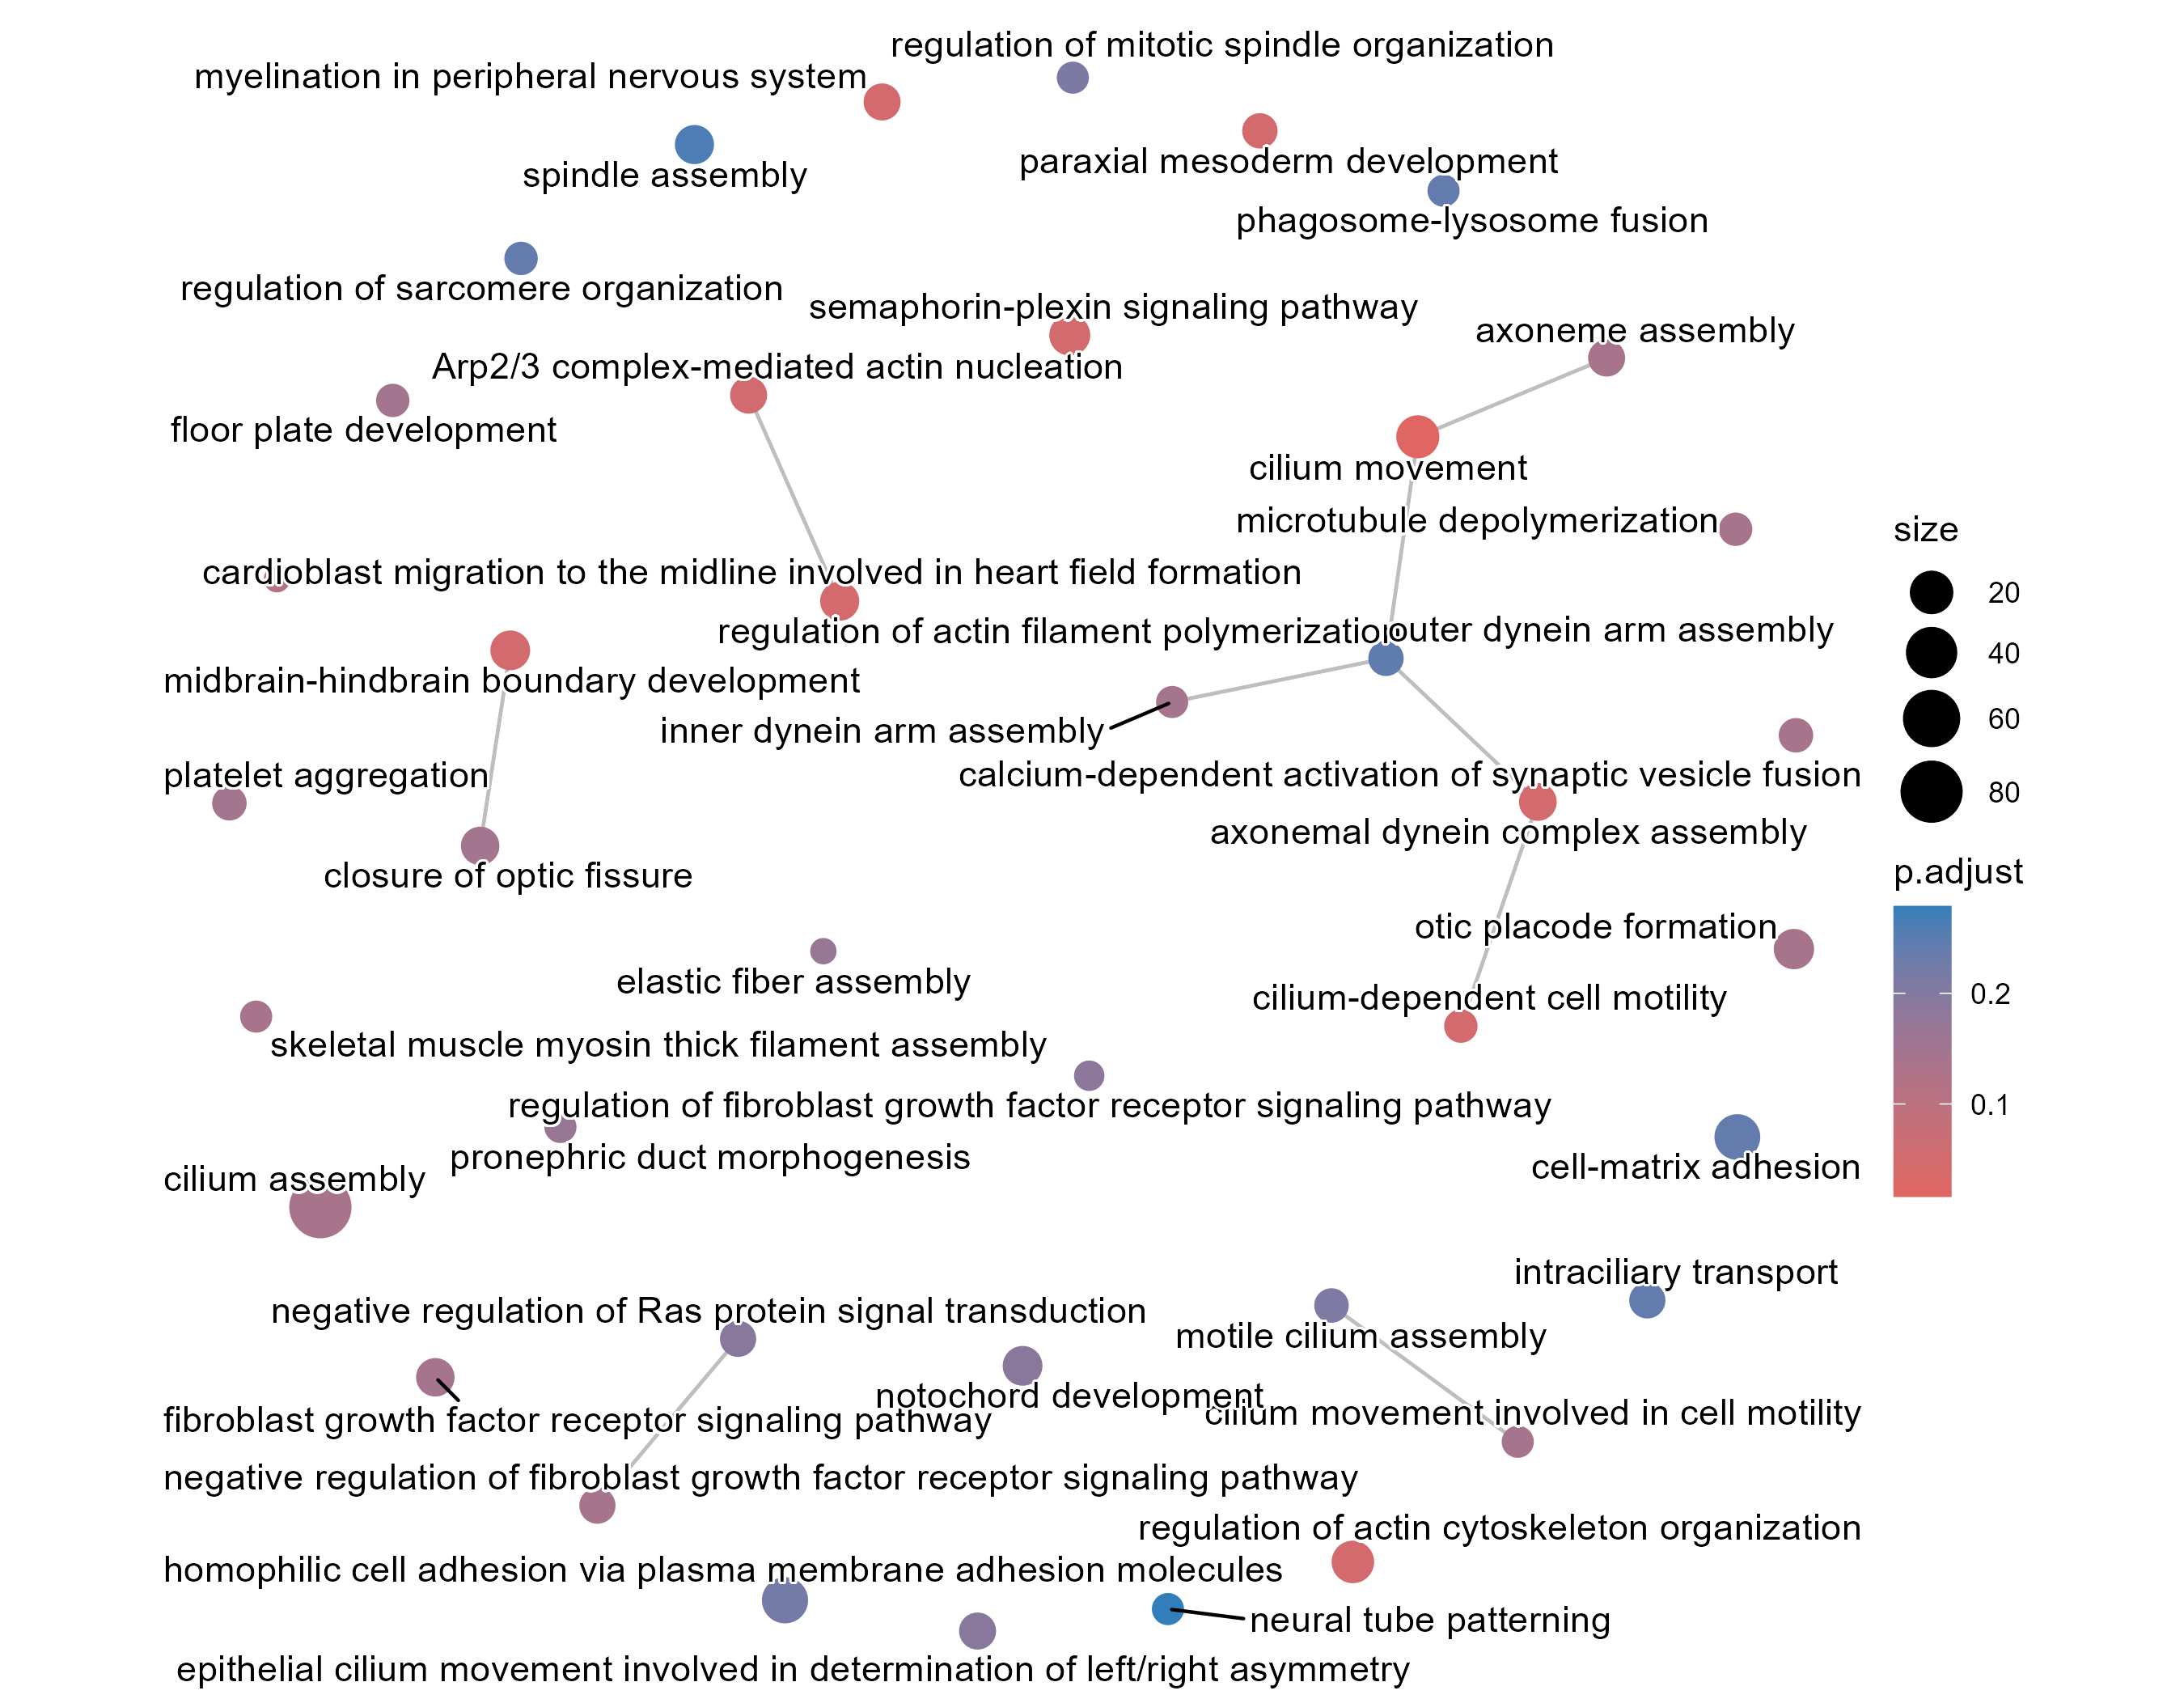 regulation of mitotic spindle organization
myelination in peripheral nervous system
paraxial mesoderm development
spindle assembly
phagosome-lysosome fusion
regulation of sarcomere organization
semaphorin-plexin signaling pathway
axoneme assembly
Arp2/3 complex-mediated actin nucleation
floor plate development
cilium movement
microtubule depolymerization
size
20
40
60
80
cardioblast migration to the midline involved in heart field formation
regulation of actin filament polymerization
outer dynein arm assembly
midbrain-hindbrain boundary development
inner dynein arm assembly
platelet aggregation
calcium-dependent activation of synaptic vesicle fusion
axonemal dynein complex assembly
closure of optic fissure
p.adjust
0.2
0.1
otic placode formation
elastic fiber assembly
cilium-dependent cell motility
skeletal muscle myosin thick filament assembly
regulation of fibroblast growth factor receptor signaling pathway
pronephric duct morphogenesis
cell-matrix adhesion
cilium assembly
intraciliary transport
negative regulation of Ras protein signal transduction
motile cilium assembly
notochord development
cilium movement involved in cell motility
fibroblast growth factor receptor signaling pathway
negative regulation of fibroblast growth factor receptor signaling pathway
regulation of actin cytoskeleton organization
homophilic cell adhesion via plasma membrane adhesion molecules
neural tube patterning
epithelial cilium movement involved in determination of left/right asymmetry